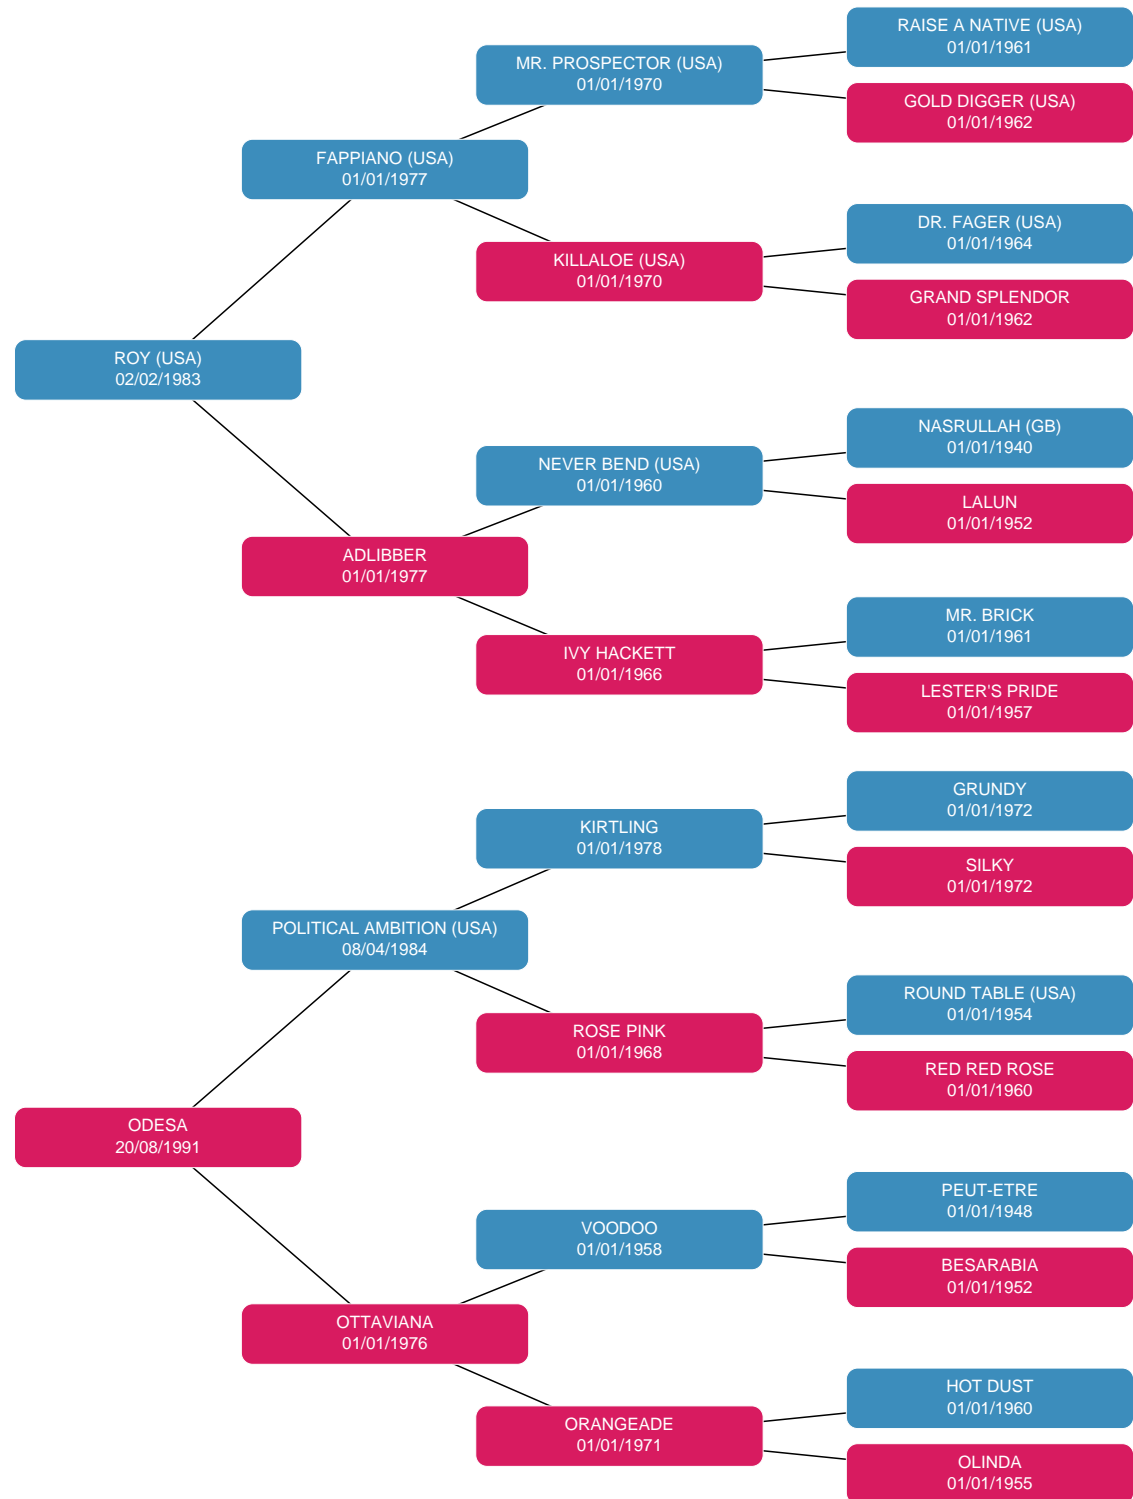 RAISE A NATIVE (USA)
01/01/1961
MR. PROSPECTOR (USA)
01/01/1970
GOLD DIGGER (USA)
01/01/1962
FAPPIANO (USA)
01/01/1977
DR. FAGER (USA)
01/01/1964
KILLALOE (USA)
01/01/1970
GRAND SPLENDOR
01/01/1962
ROY (USA)
02/02/1983
NASRULLAH (GB)
01/01/1940
NEVER BEND (USA)
01/01/1960
LALUN
01/01/1952
ADLIBBER
01/01/1977
MR. BRICK
01/01/1961
IVY HACKETT
01/01/1966
LESTER'S PRIDE
01/01/1957
GRUNDY
01/01/1972
KIRTLING
01/01/1978
SILKY
01/01/1972
POLITICAL AMBITION (USA)
08/04/1984
ROUND TABLE (USA)
01/01/1954
ROSE PINK
01/01/1968
RED RED ROSE
01/01/1960
ODESA
20/08/1991
PEUT-ETRE
01/01/1948
VOODOO
01/01/1958
BESARABIA
01/01/1952
OTTAVIANA
01/01/1976
HOT DUST
01/01/1960
ORANGEADE
01/01/1971
OLINDA
01/01/1955